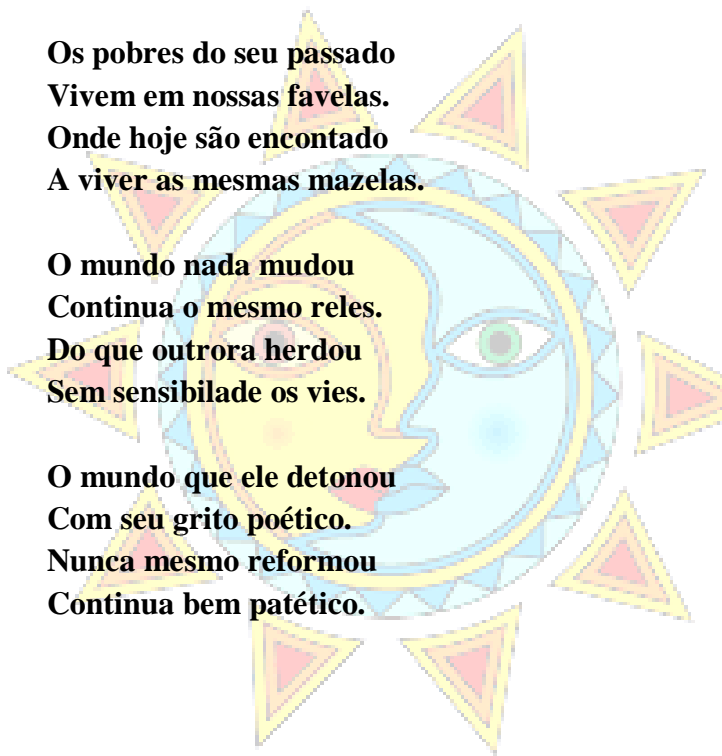 Os pobres do seu passado
Vivem em nossas favelas.
Onde hoje são encontado
A viver as mesmas mazelas.

O mundo nada mudou
Continua o mesmo reles.
Do que outrora herdou
Sem sensibilade os vies.

O mundo que ele detonou
Com seu grito poético.
Nunca mesmo reformou
Continua bem patético.